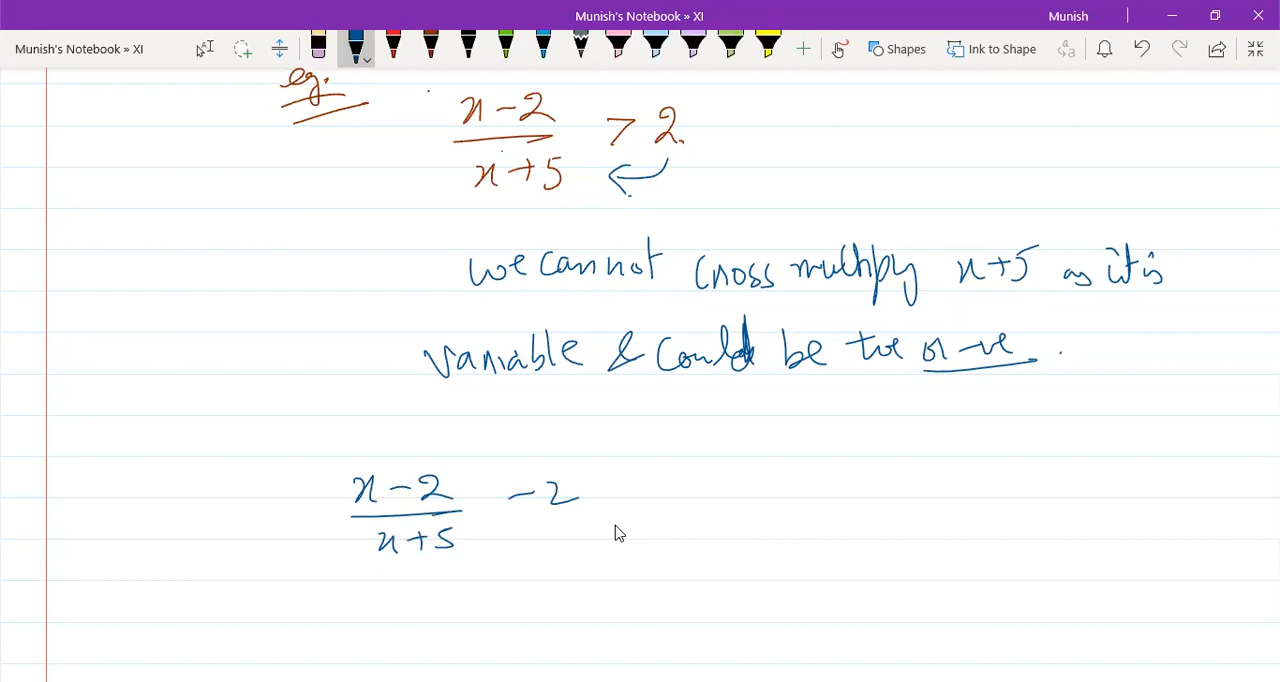 Munish's Notebook » XI
Munish
Munish's Notebook » XI
Shapes
Ink to Shape
eg.
x-2
x+5
> 2
we cannot cross multiply x+5 as it is
variable & could be +ve or -ve.
x-2
x+5
-2